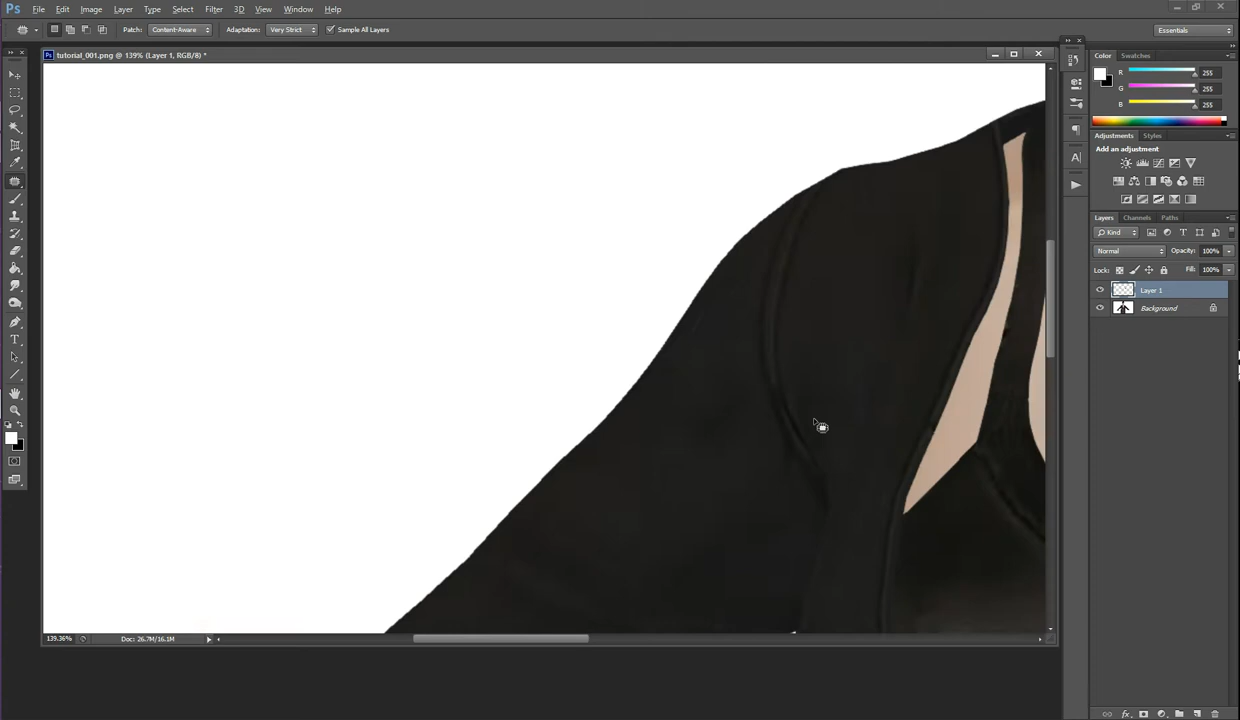 Ps File Edit Image Layer Type Select Filter 3D View Window Help
Patch: Content-Aware Adaptation: Very Strict Sample All Layers Essentials
Ps tutorial_001.png @ 139% (Layer 1, RGB/8) *
Color Swatches
R 255
G 255
B 255
Adjustments Styles
Add an adjustment
Layers Channels Paths
Kind
Normal Opacity: 100%
Lock: Fill: 100%
Layer 1
Background
139.36% Doc: 26.7M/16.1M